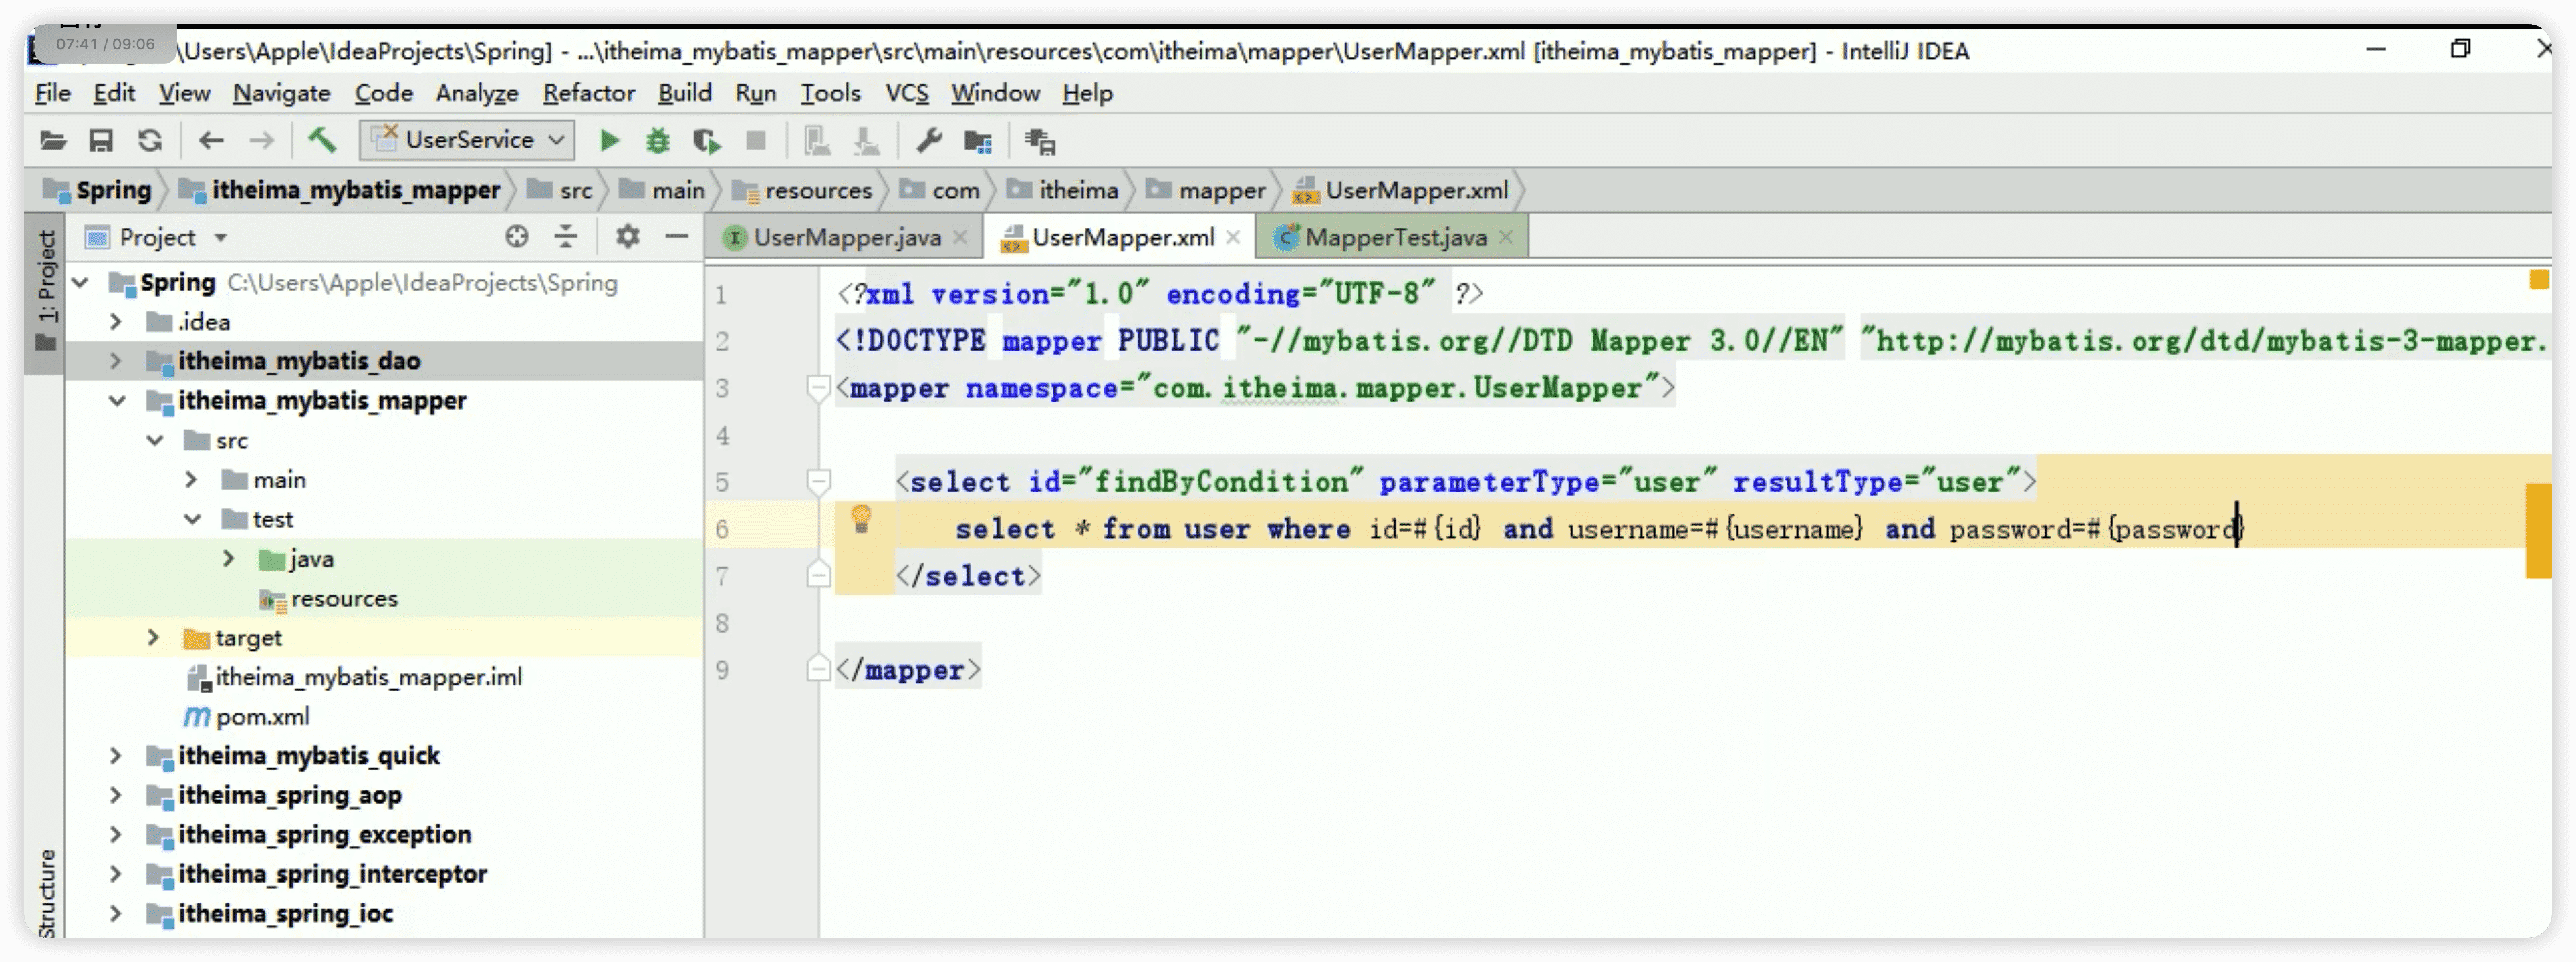 07:41 / 09:06
\Users\Apple\IdeaProjects\Spring] - ...\itheima_mybatis_mapper\src\main\resources\com\itheima\mapper\UserMapper.xml [itheima_mybatis_mapper] - IntelliJ IDEA
File Edit View Navigate Code Analyze Refactor Build Run Tools VCS Window Help
UserService
Spring itheima_mybatis_mapper src main resources com itheima mapper UserMapper.xml
1: Project
Project
UserMapper.java UserMapper.xml MapperTest.java
Spring C:\Users\Apple\IdeaProjects\Spring
.idea
itheima_mybatis_dao
itheima_mybatis_mapper
src
main
test
java
resources
target
itheima_mybatis_mapper.iml
pom.xml
itheima_mybatis_quick
itheima_spring_aop
itheima_spring_exception
itheima_spring_interceptor
itheima_spring_ioc
Structure
1 <?xml version="1.0" encoding="UTF-8" ?>
2 <!DOCTYPE mapper PUBLIC "-//mybatis.org//DTD Mapper 3.0//EN" "http://mybatis.org/dtd/mybatis-3-mapper.
3 <mapper namespace="com.itheima.mapper.UserMapper">
4
5 <select id="findByCondition" parameterType="user" resultType="user">
6 select * from user where id=#{id} and username=#{username} and password=#{password}
7 </select>
8
9 </mapper>